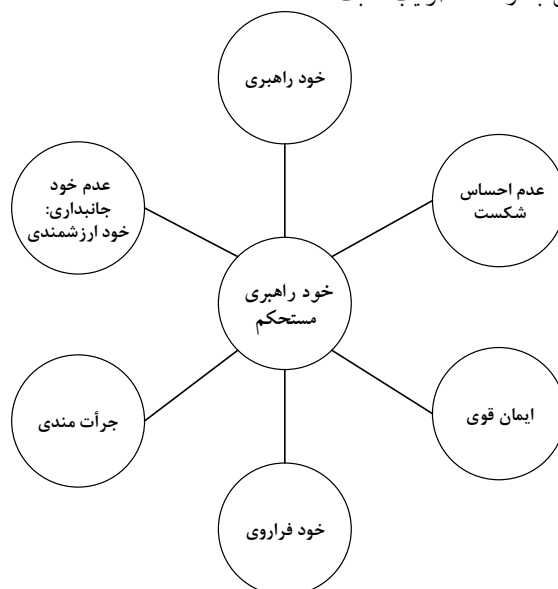 خود راهبری
عدم احساس
شکست
عدم خود
جانبداری:
خود ارزشمندی
خود راهبری
مستحکم
ایمان قوی
جرأت مندی
خود فراروی